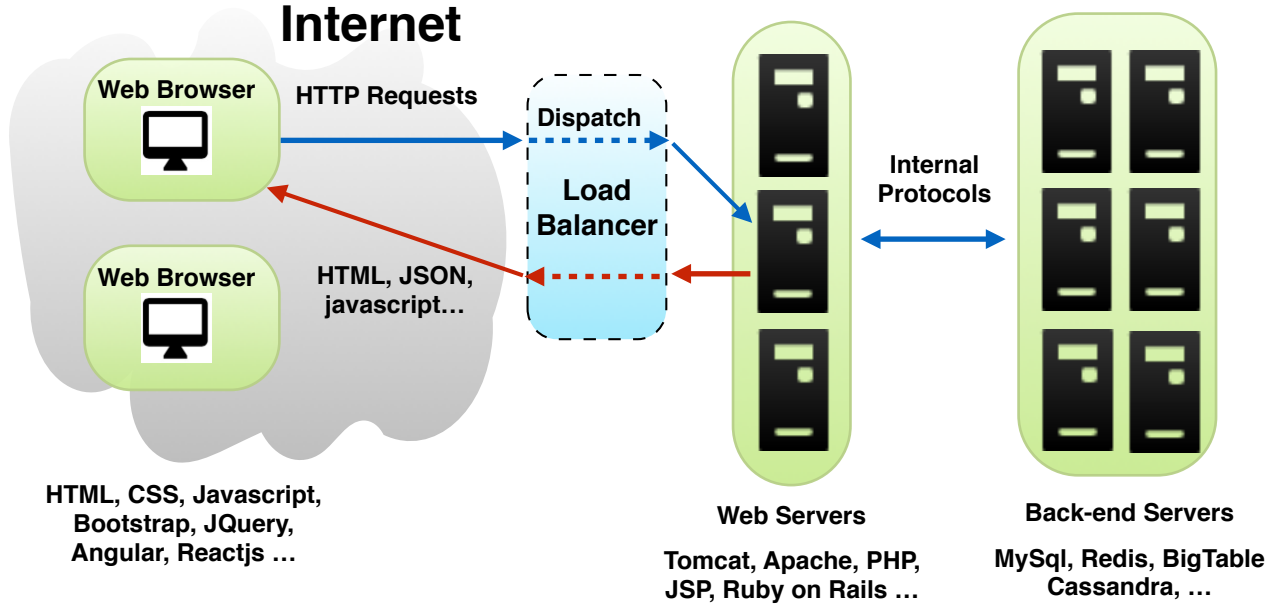 Internet
Web Browser
HTTP Requests
Dispatch
Load
Balancer
Internal
Protocols
Web Browser
HTML, JSON,
javascript…
HTML, CSS, Javascript,
Bootstrap, JQuery,
Angular, Reactjs …
Web Servers
Tomcat, Apache, PHP,
JSP, Ruby on Rails …
Back-end Servers
MySql, Redis, BigTable
Cassandra, …